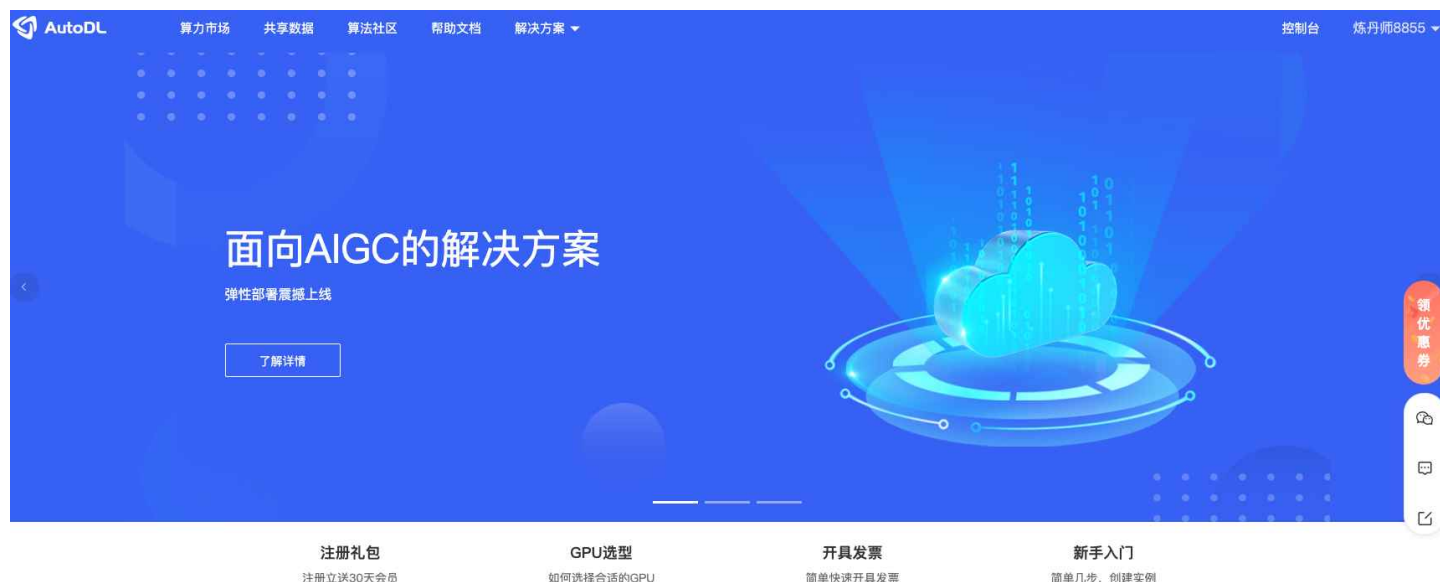 AutoDL 算力市场 共享数据 算法社区 帮助文档 解决方案 控制台 炼丹师8855
面向AIGC的解决方案
弹性部署震撼上线
了解详情
领优惠券
注册礼包 GPU选型 开具发票 新手入门
注册立送30天会员 如何选择合适的GPU 简单快速开具发票 简单几步，创建实例